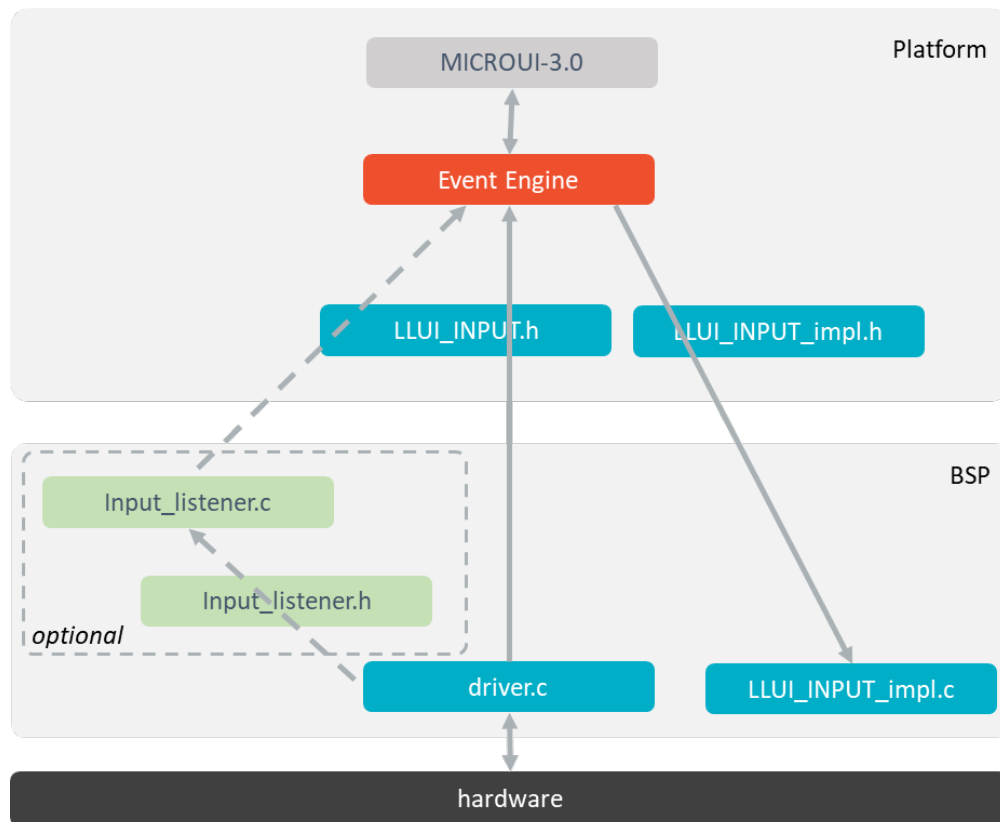 Platform
MICROUI-3.0
Event Engine
LLUI_INPUT.h
LLUI_INPUT_impl.h
BSP
Input_listener.c
Input_listener.h
optional
driver.c
LLUI_INPUT_impl.c
hardware